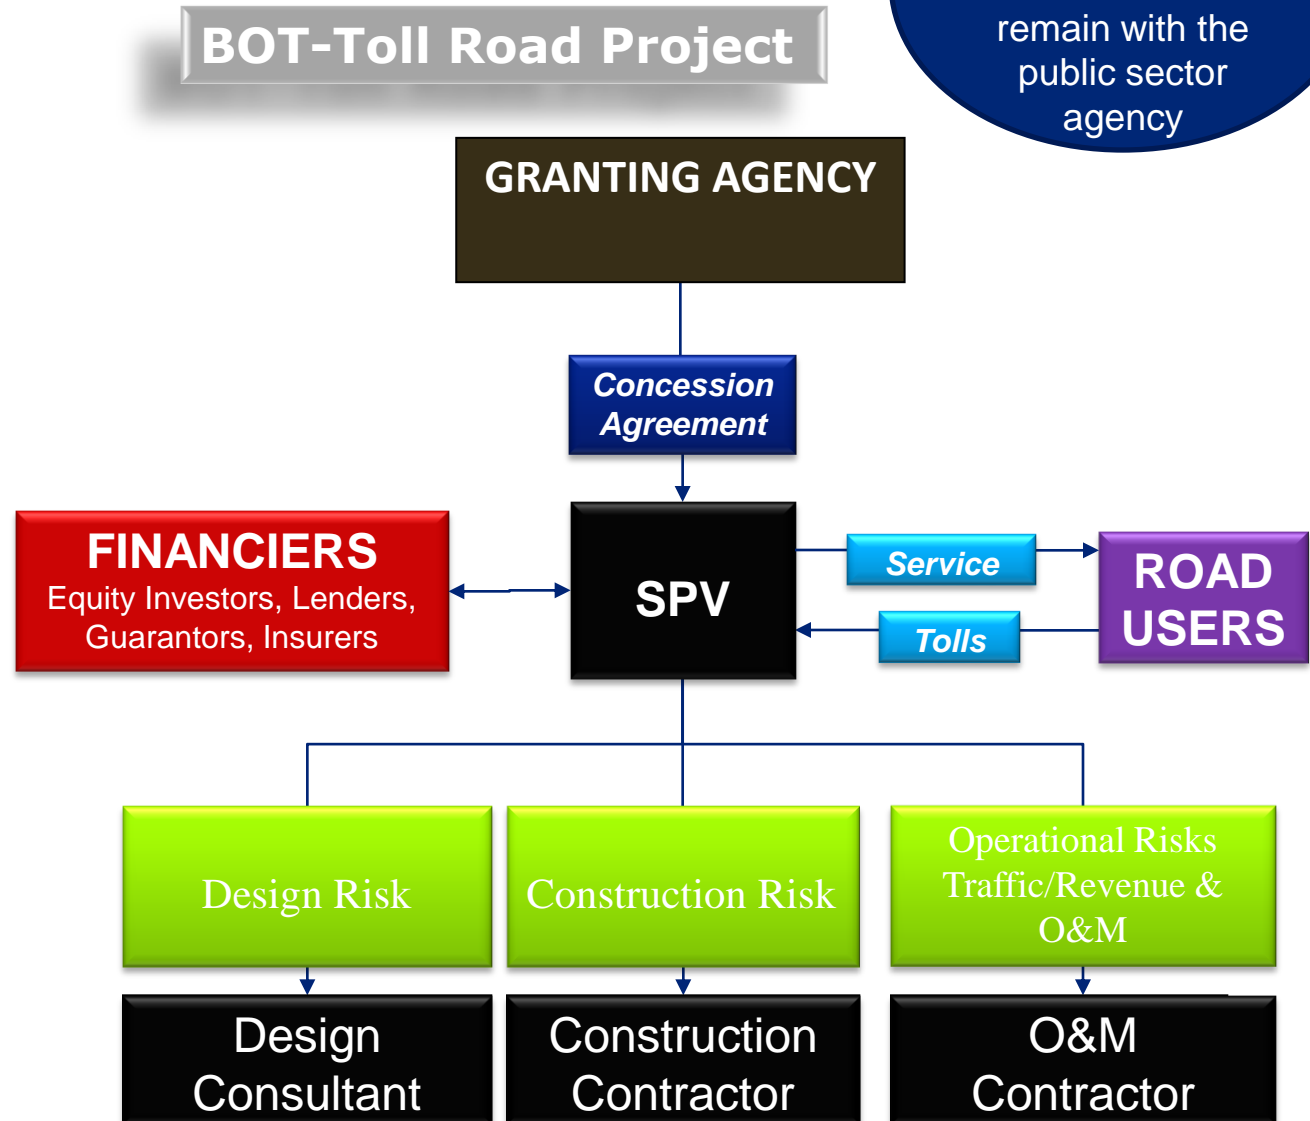 BOT-Toll Road Project
remain with the
public sector
agency
GRANTING AGENCY
Concession
Agreement
FINANCIERS
Equity Investors, Lenders,
Guarantors, Insurers
SPV
Service
Tolls
ROAD
USERS
Design Risk
Construction Risk
Operational Risks
Traffic/Revenue &
O&M
Design
Consultant
Construction
Contractor
O&M
Contractor